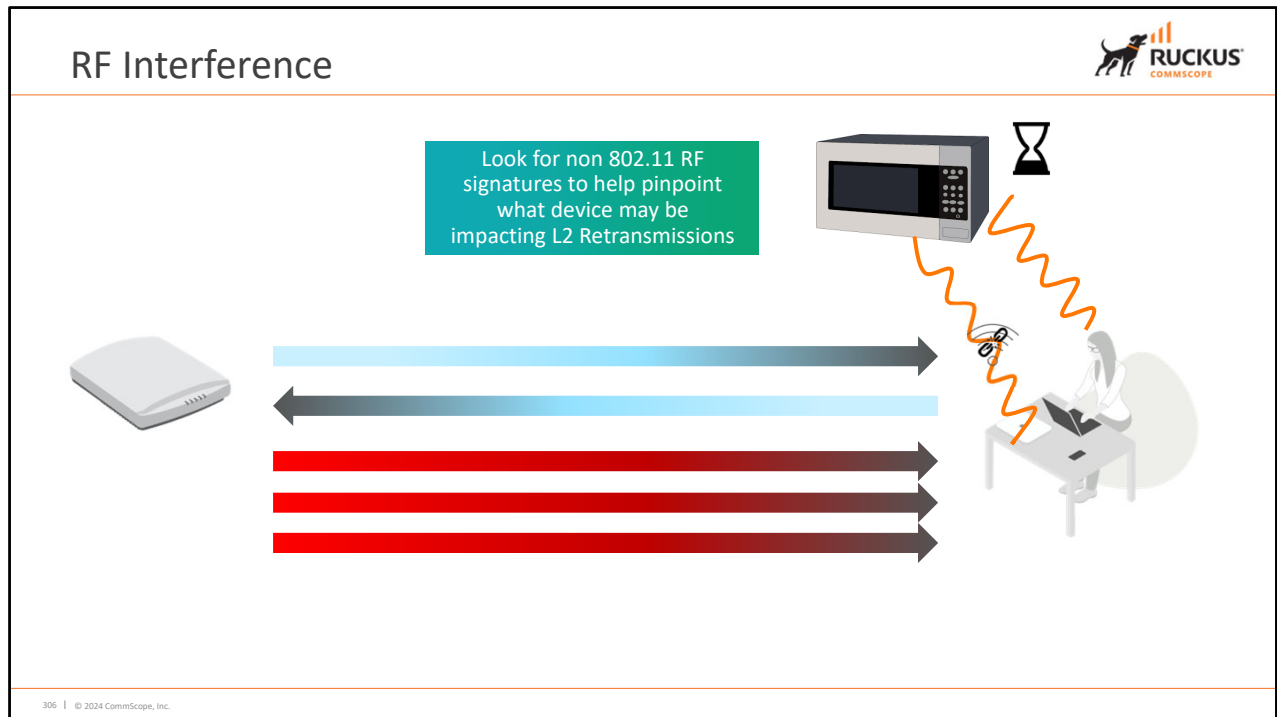 RF Interference
RUCKUS
COMMSCOPE
Look for non 802.11 RF
signatures to help pinpoint
what device may be
impacting L2 Retransmissions
306 | © 2024 CommScope, Inc.